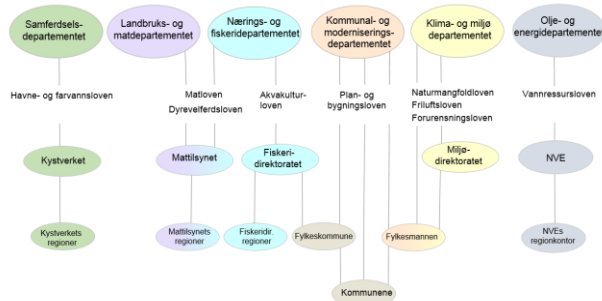 Samferdsels-
departementet
Landbruks- og
matdepartementet
Nærings- og
fiskeridepartementet
Kommunal- og
moderniserings-
departementet
Klima- og miljø
departementet
Olje- og
energidepartementet
Havne- og farvannsloven
Matloven
Dyrevelferdsloven
Akvakultur-
loven
Plan- og
bygningsloven
Naturmangfoldloven
Friluftsloven
Forurensningsloven
Vannressursloven
Kystverket
Mattilsynet
Fiskeri-
direktoratet
Miljø-
direktoratet
NVE
Kystverkets
regioner
Mattilsynets
regioner
Fiskeridir.
regioner
Fylkeskommune
Fylkesmannen
NVEs
regionkontor
Kommunene